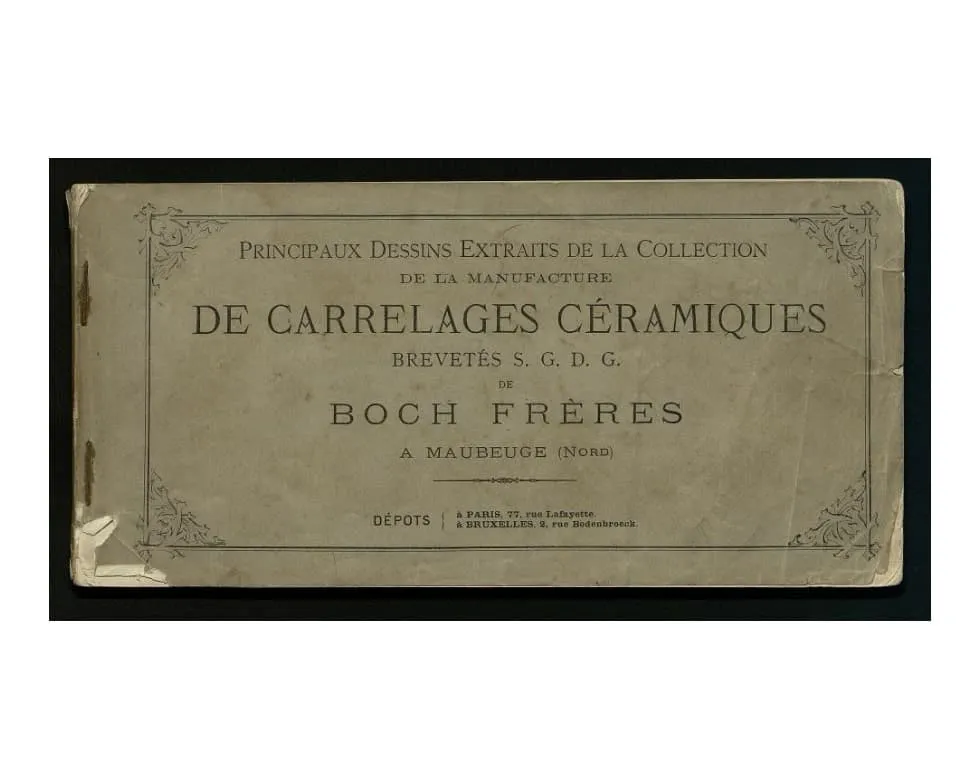 PRINCIPAUX DESSINS EXTRAITS DE LA COLLECTION
DE LA MANUFACTURE
DE CARRELAGES CÉRAMIQUES
BREVETÉS S. G. D. G.
DE
BOCH FRÈRES
A MAUBEUGE (NORD)
DÉPOTS
à PARIS, 77, rue Lafayette.
à BRUXELLES, 2, rue Bodenbroeck.